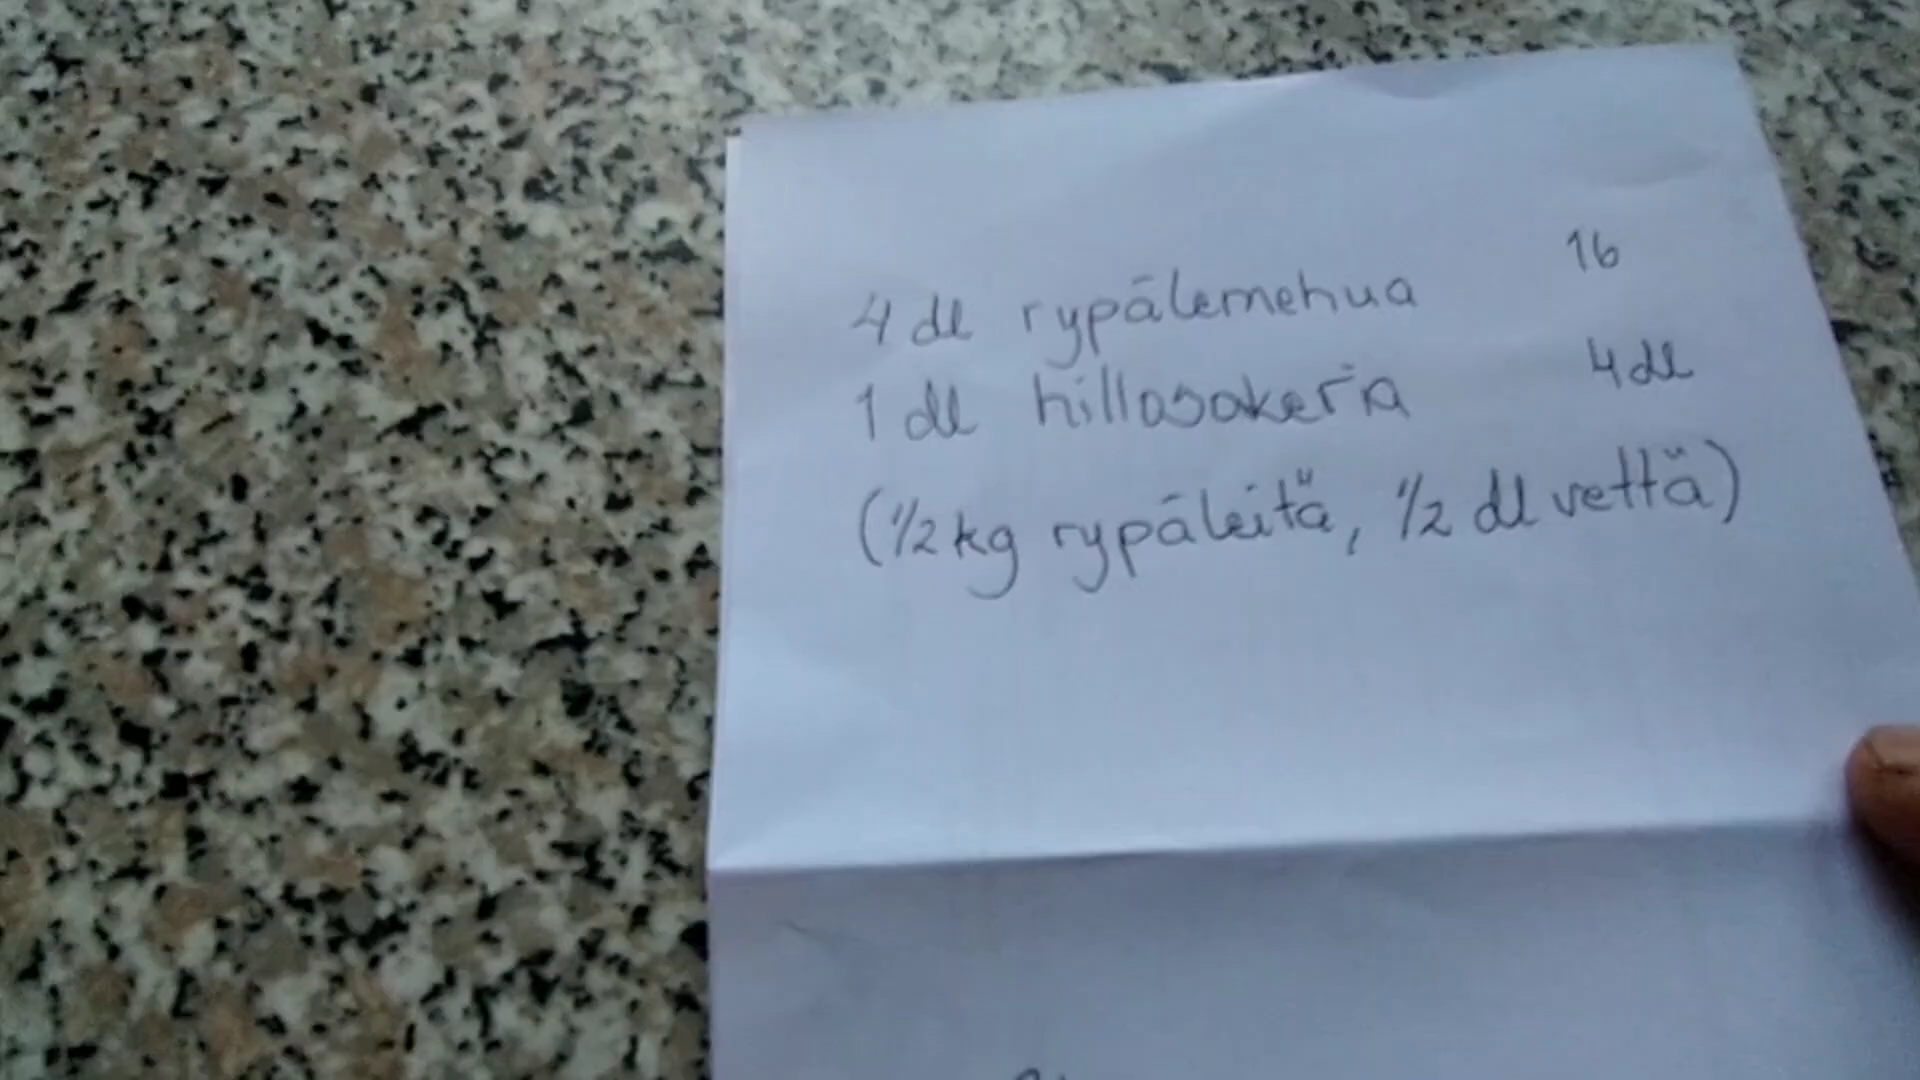 4 dl rypälemehua 16
1 dl hillosokeria 4 dl
(1/2 kg rypäleitä, 1/2 dl vettä)